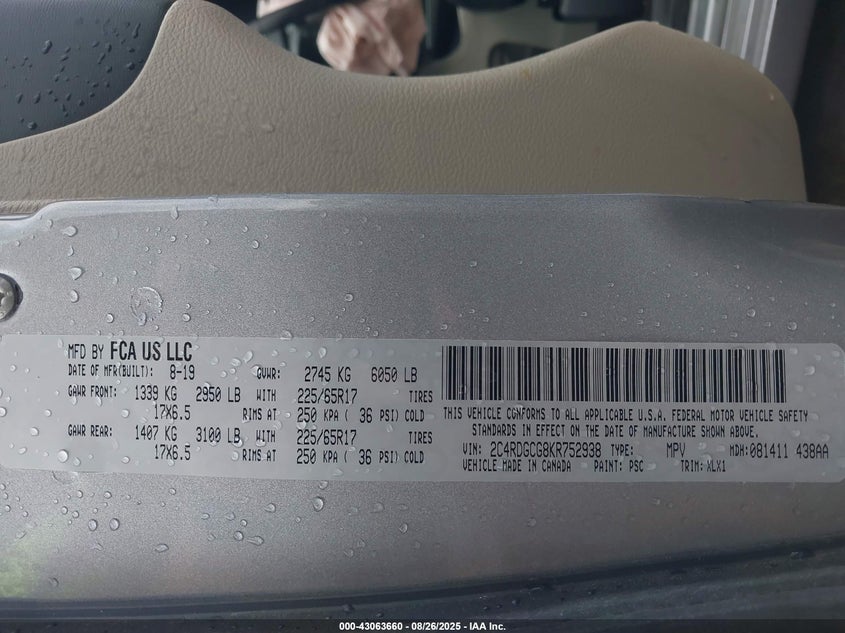 MFD BY FCA US LLC
DATE OF MFR(BUILT): 8-19 GVWR: 2745 KG 6050 LB
GAWR FRONT: 1339 KG 2950 LB WITH 225/65R17 TIRES
17X6.5 RIMS AT 250 KPA ( 36 PSI) COLD
GAWR REAR: 1407 KG 3100 LB WITH 225/65R17 TIRES
17X6.5 RIMS AT 250 KPA ( 36 PSI) COLD
THIS VEHICLE CONFORMS TO ALL APPLICABLE U.S.A. FEDERAL MOTOR VEHICLE SAFETY
STANDARDS IN EFFECT ON THE DATE OF MANUFACTURE SHOWN ABOVE.
VIN: 2C4RDGCG8KR752938 TYPE: MPV MDH: 081411 438AA
VEHICLE MADE IN CANADA PAINT: PSC TRIM: ALX1
000-43063660 - 08/26/2025 - IAA Inc.